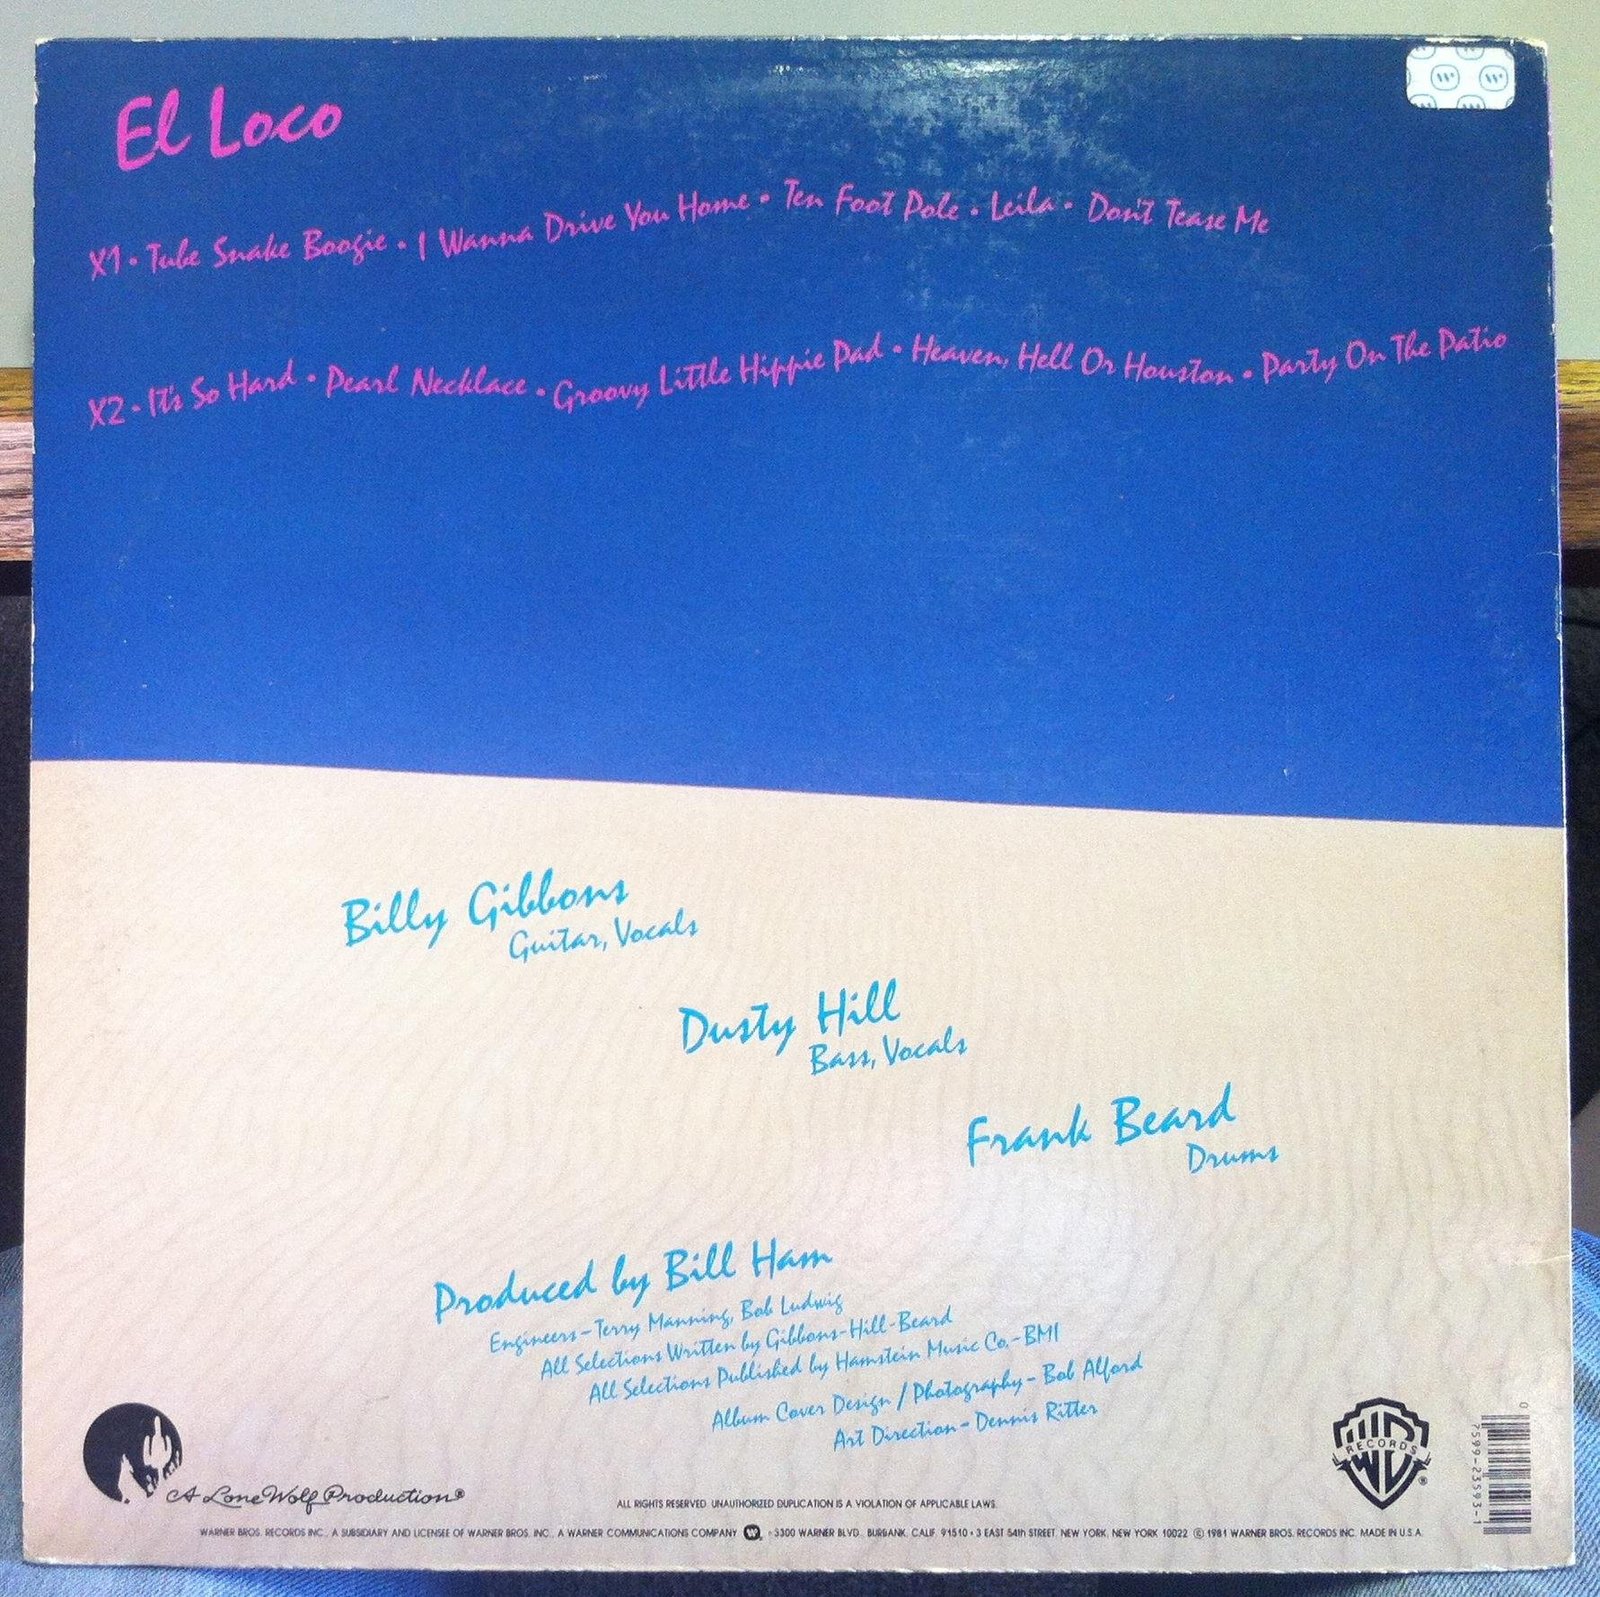 El Loco
X1 • Tube Snake Boogie • I Wanna Drive You Home • Ten Foot Pole • Leila • Don't Tease Me
X2 • It's So Hard • Pearl Necklace • Groovy Little Hippie Pad • Heaven, Hell Or Houston • Party On The Patio
Billy Gibbons
Guitar, Vocals
Dusty Hill
Bass, Vocals
Frank Beard
Drums
Produced by Bill Ham
Engineers – Terry Manning, Bob Ludwig
All Selections Written by Gibbons-Hill-Beard
All Selections Published by Hamstein Music Co. – BMI
Album Cover Design / Photography – Bob Alford
Art Direction – Dennis Ritter
A Lone Wolf Production®
WB
RECORDS
®
0
7599-23593-1
ALL RIGHTS RESERVED. UNAUTHORIZED DUPLICATION IS A VIOLATION OF APPLICABLE LAWS.
WARNER BROS. RECORDS INC., A SUBSIDIARY AND LICENSEE OF WARNER BROS. INC., A WARNER COMMUNICATIONS COMPANY W. • 3300 WARNER BLVD., BURBANK, CALIF. 91510 • 3 EAST 54th STREET, NEW YORK, NEW YORK 10022 Ⓒ 1981 WARNER BROS. RECORDS INC. MADE IN U.S.A.